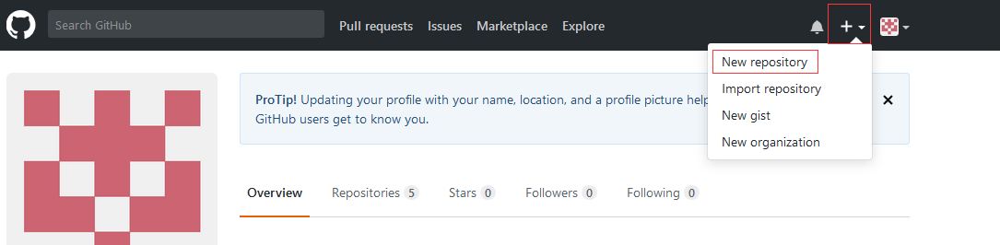 Search GitHub
Pull requests Issues Marketplace Explore
New repository
Import repository
New gist
New organization
ProTip! Updating your profile with your name, location, and a profile picture help
GitHub users get to know you.
Overview Repositories 5 Stars 0 Followers 0 Following 0